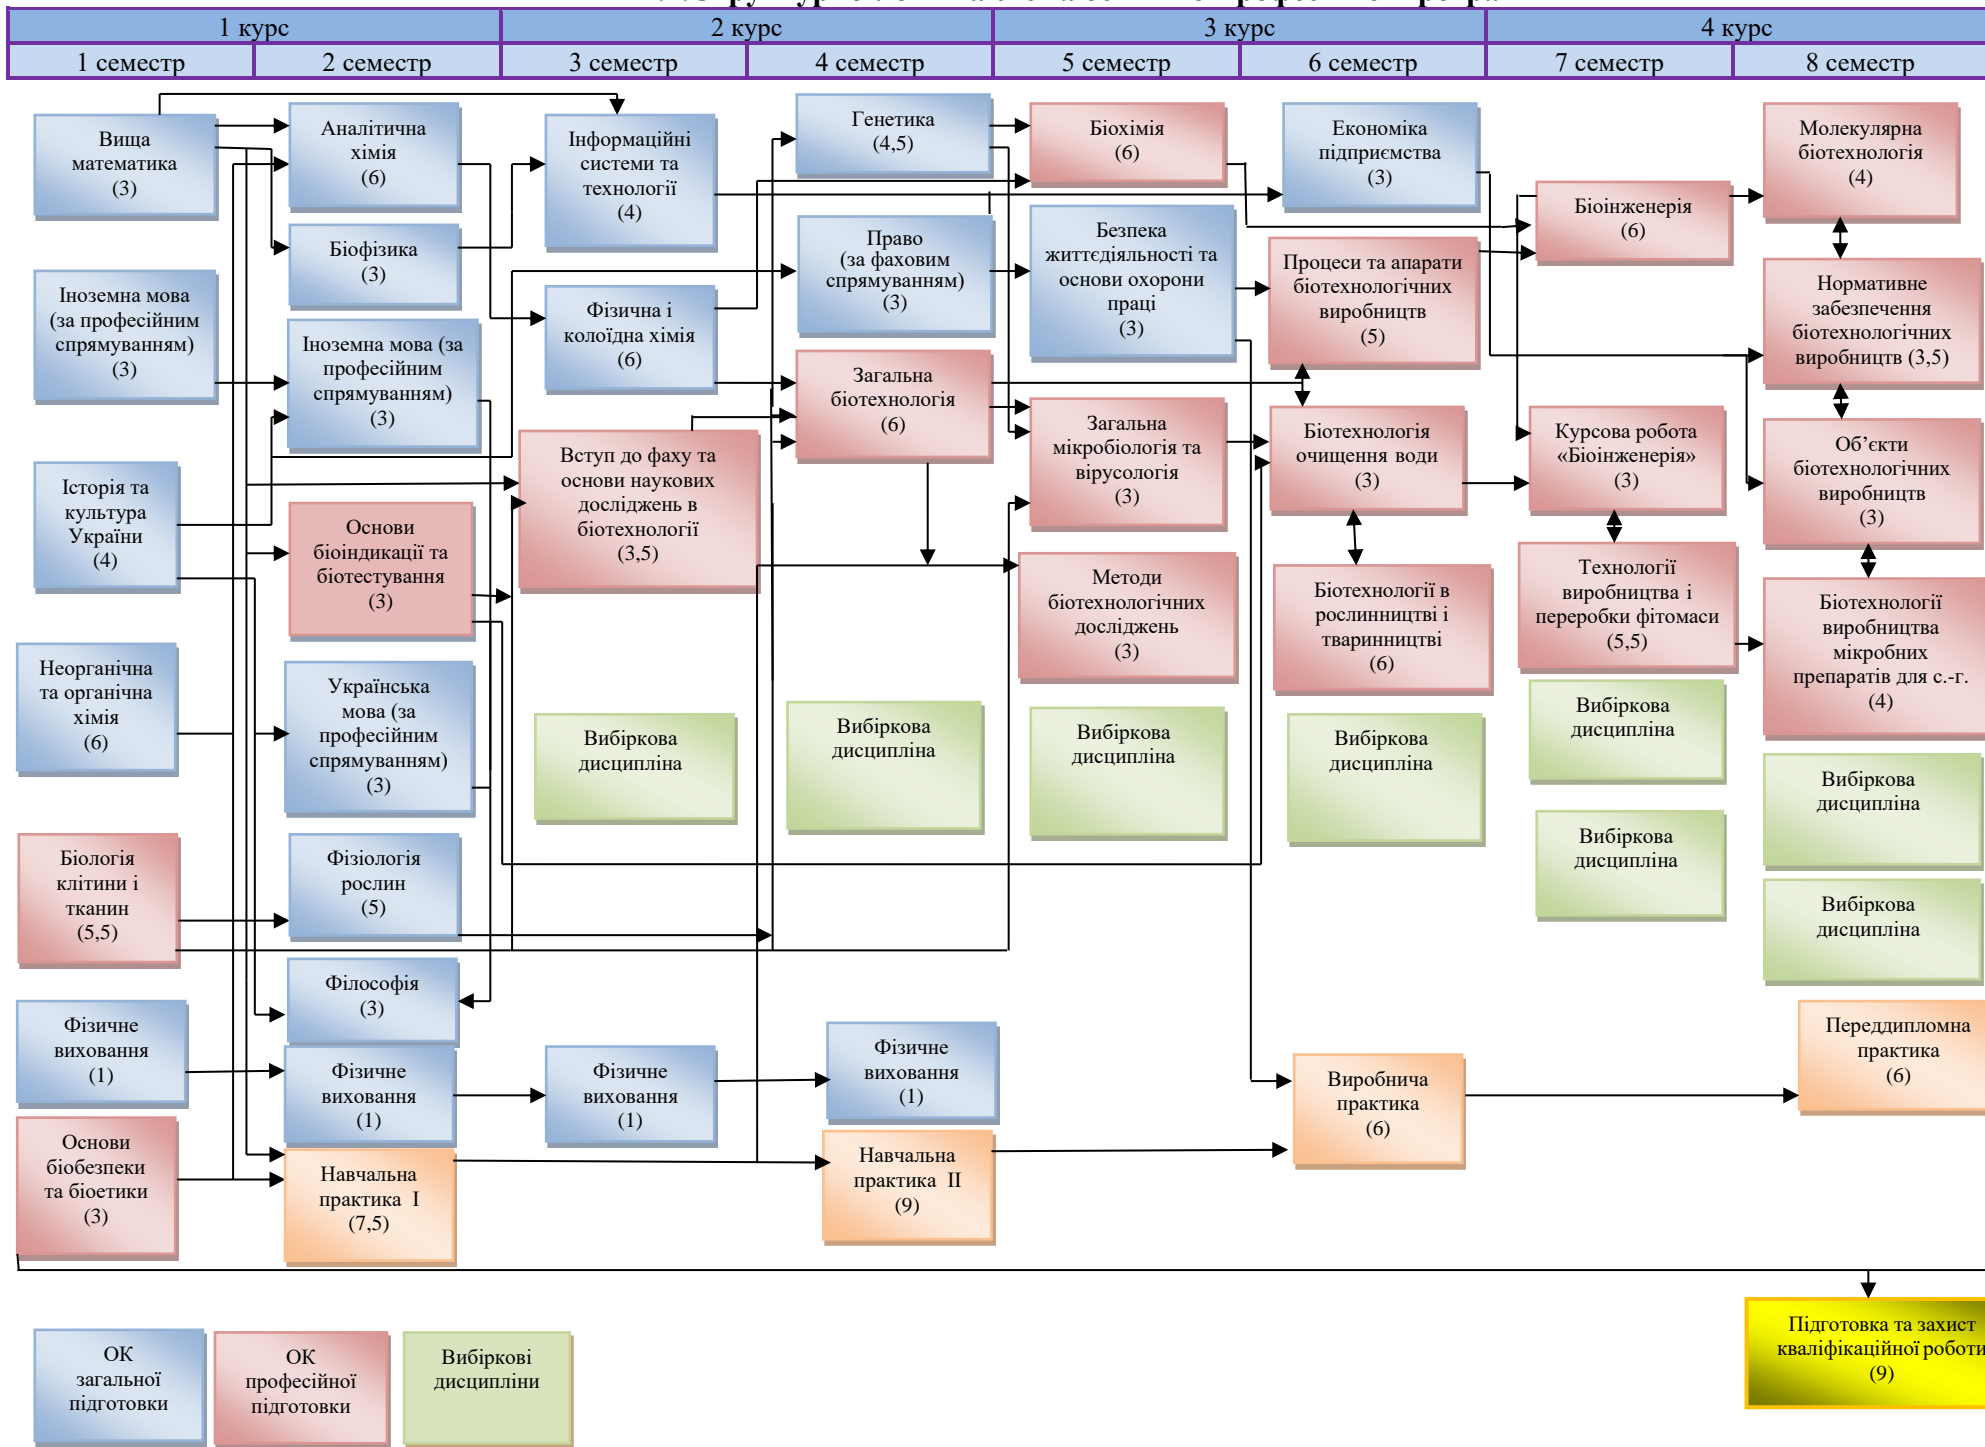 1 курс
2 курс
3 курс
4 курс
1 семестр
2 семестр
3 семестр
4 семестр
5 семестр
6 семестр
7 семестр
8 семестр
Вища
математика
(3)
Іноземна мова
(за професійним
спрямуванням)
(3)
Історія та
культура
України
(4)
Неорганічна
та органічна
хімія
(6)
Біологія
клітини і
тканин
(5,5)
Фізичне
виховання
(1)
Основи
біобезпеки
та біоетики
(3)
Аналітична
хімія
(6)
Біофізика
(3)
Іноземна мова (за
професійним
спрямуванням)
(3)
Основи
біоіндикації та
біотестування
(3)
Українська
мова (за
професійним
спрямуванням)
(3)
Фізіологія
рослин
(5)
Філософія
(3)
Фізичне
виховання
(1)
Навчальна
практика І
(7,5)
Інформаційні
системи та
технології
(4)
Фізична і
колоїдна хімія
(6)
Вступ до фаху та
основи наукових
досліджень в
біотехнології
(3,5)
Вибіркова
дисципліна
Фізичне
виховання
(1)
Генетика
(4,5)
Право
(за фаховим
спрямуванням)
(3)
Загальна
біотехнологія
(6)
Вибіркова
дисципліна
Фізичне
виховання
(1)
Навчальна
практика ІІ
(9)
Біохімія
(6)
Безпека
життєдіяльності та
основи охорони
праці
(3)
Загальна
мікробіологія та
вірусологія
(3)
Методи
біотехнологічних
досліджень
(3)
Вибіркова
дисципліна
Економіка
підприємства
(3)
Процеси та апарати
біотехнологічних
виробництв
(5)
Біотехнологія
очищення води
(3)
Біотехнології в
рослинництві і
тваринництві
(6)
Вибіркова
дисципліна
Виробнича
практика
(6)
Біоінженерія
(6)
Курсова робота
«Біоінженерія»
(3)
Технології
виробництва і
переробки фітомаси
(5,5)
Вибіркова
дисципліна
Вибіркова
дисципліна
Молекулярна
біотехнологія
(4)
Нормативне
забезпечення
біотехнологічних
виробництв (3,5)
Об’єкти
біотехнологічних
виробництв
(3)
Біотехнології
виробництва
мікробних
препаратів для с.-г.
(4)
Вибіркова
дисципліна
Вибіркова
дисципліна
Переддипломна
практика
(6)
Підготовка та захист
кваліфікаційної роботи
(9)
ОК
загальної
підготовки
ОК
професійної
підготовки
Вибіркові
дисципліни